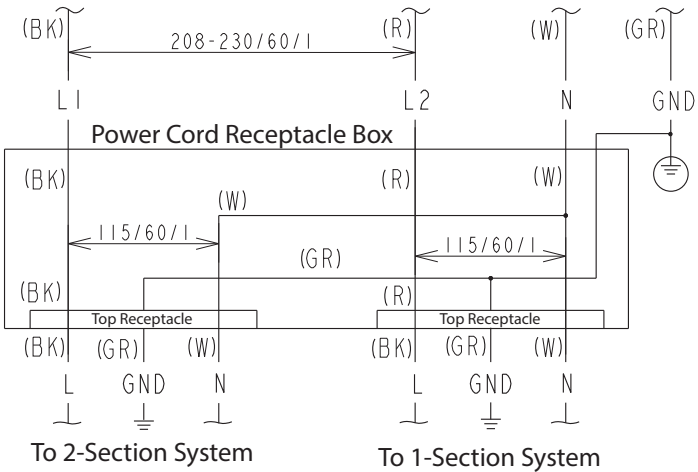 (BK) (R) (W) (GR)
208-230/60/1
L1 L2 N GND
Power Cord Receptacle Box
(BK) (R) (W)
(W)
115/60/1 115/60/1
(GR)
(BK) (R)
Top Receptacle Top Receptacle
(BK) (GR) (W) (BK) (GR) (W)
L GND N L GND N
To 2-Section System To 1-Section System